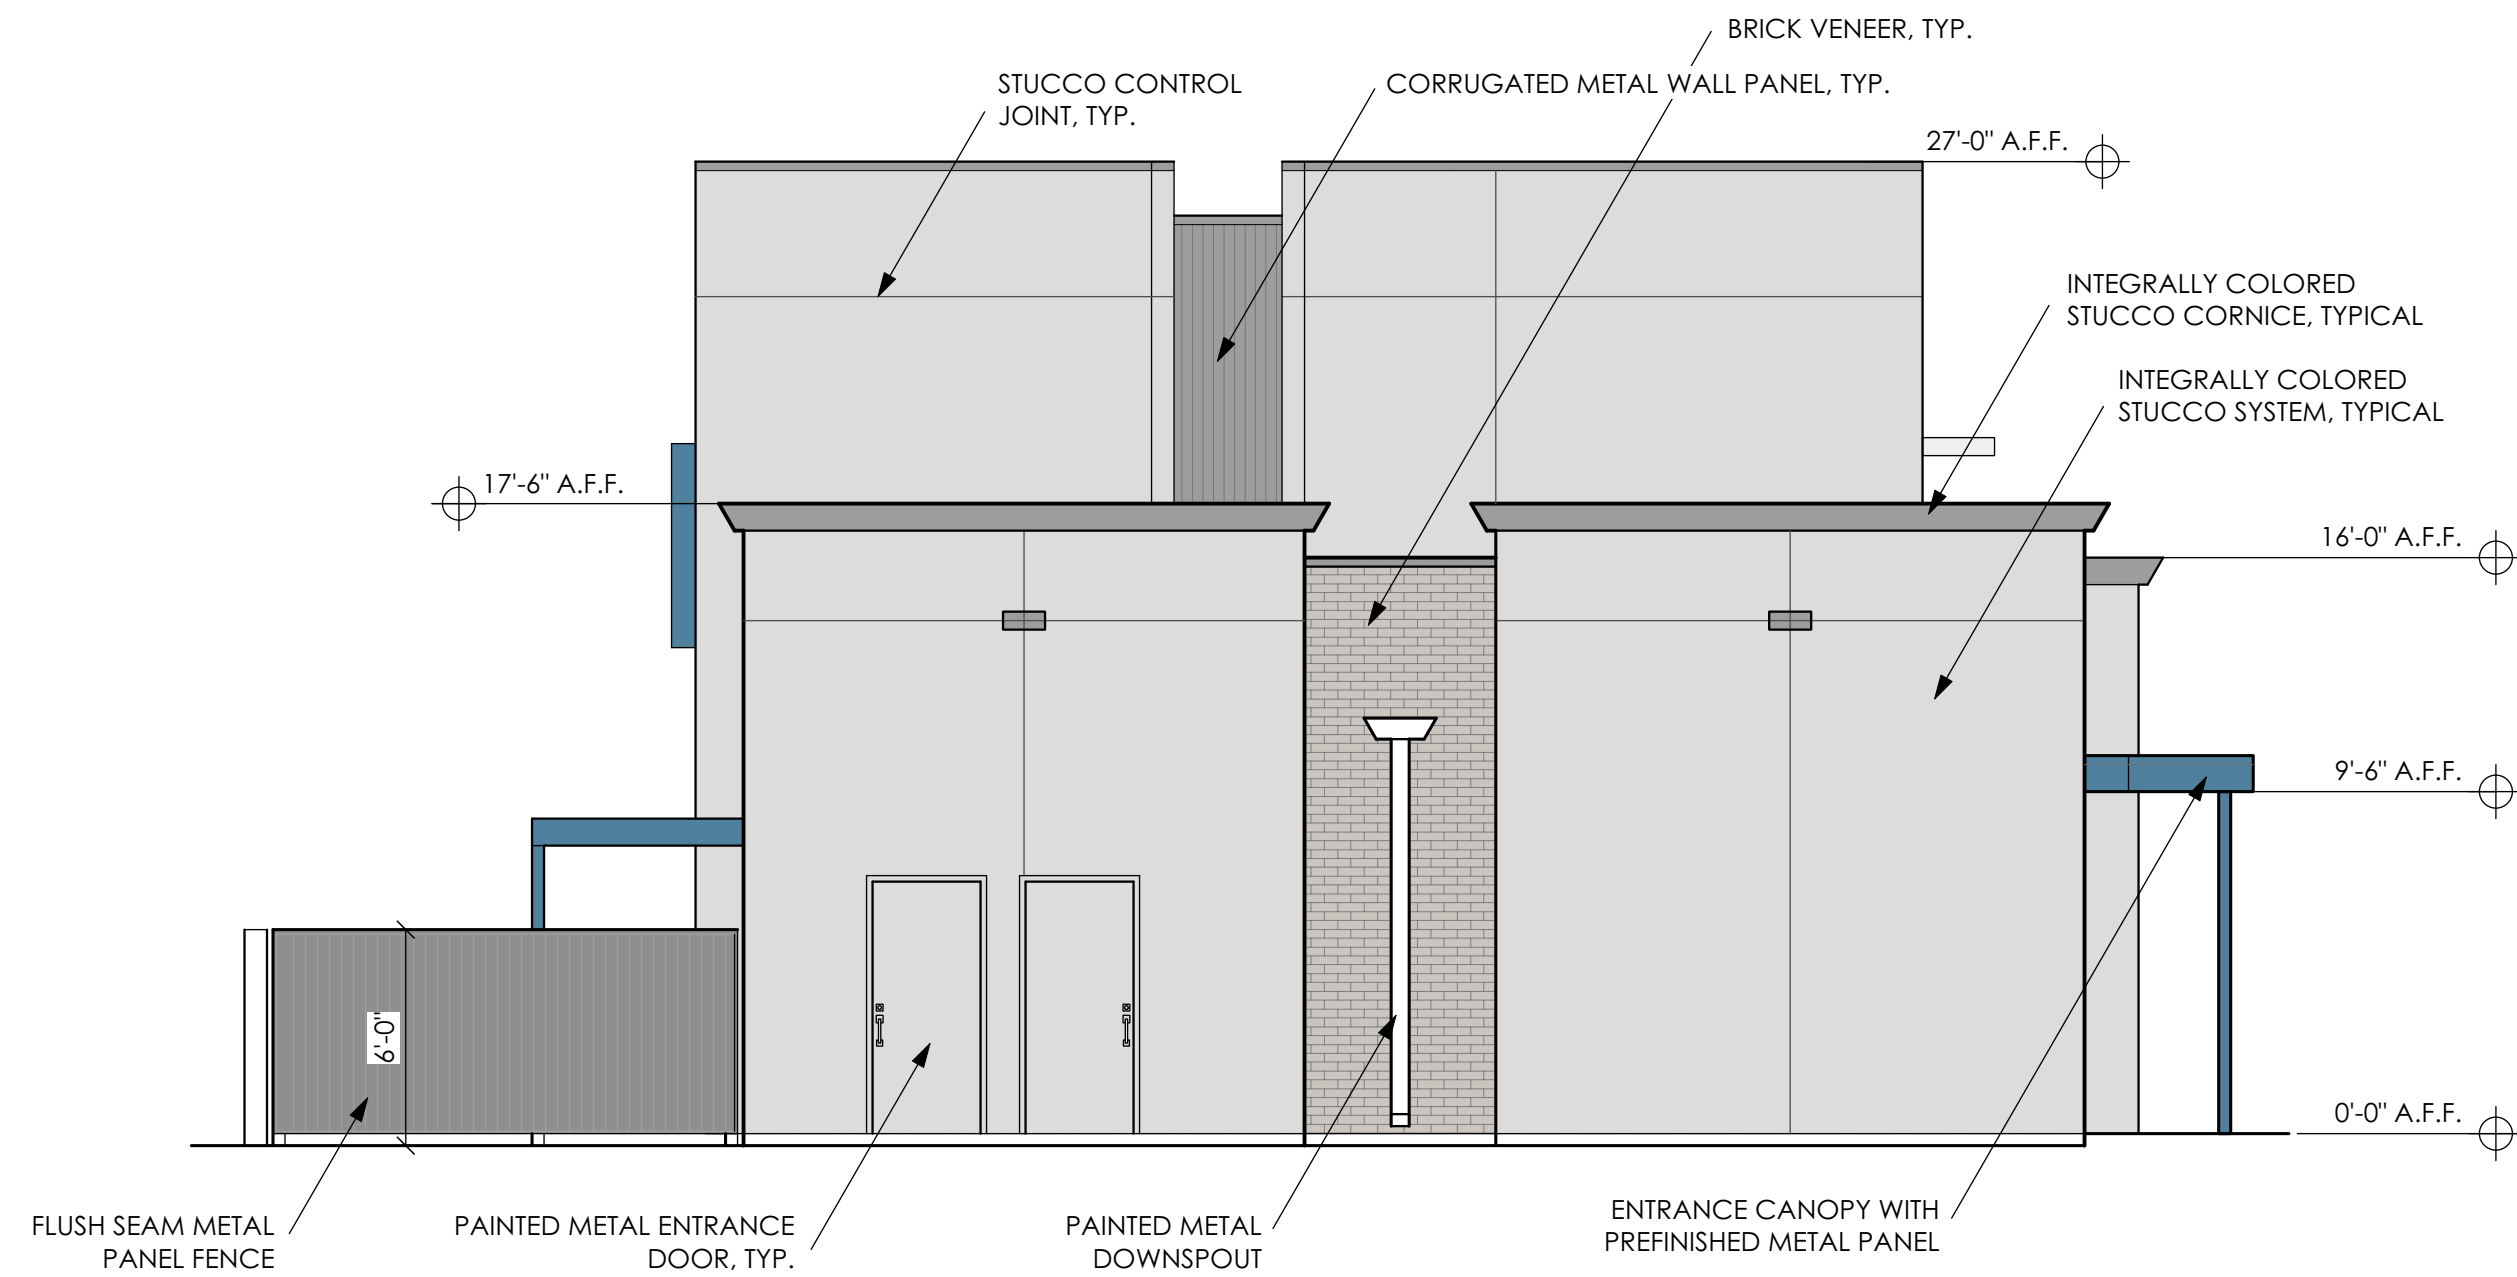 BRICK VENEER, TYP.
STUCCO CONTROL
JOINT, TYP.
CORRUGATED METAL WALL PANEL, TYP.
27'-0" A.F.F.
INTEGRALLY COLORED
STUCCO CORNICE, TYPICAL
INTEGRALLY COLORED
STUCCO SYSTEM, TYPICAL
17'-6" A.F.F.
16'-0" A.F.F.
9'-6" A.F.F.
6'-0"
0'-0" A.F.F.
FLUSH SEAM METAL
PANEL FENCE
PAINTED METAL ENTRANCE
DOOR, TYP.
PAINTED METAL
DOWNSPOUT
ENTRANCE CANOPY WITH
PREFINISHED METAL PANEL